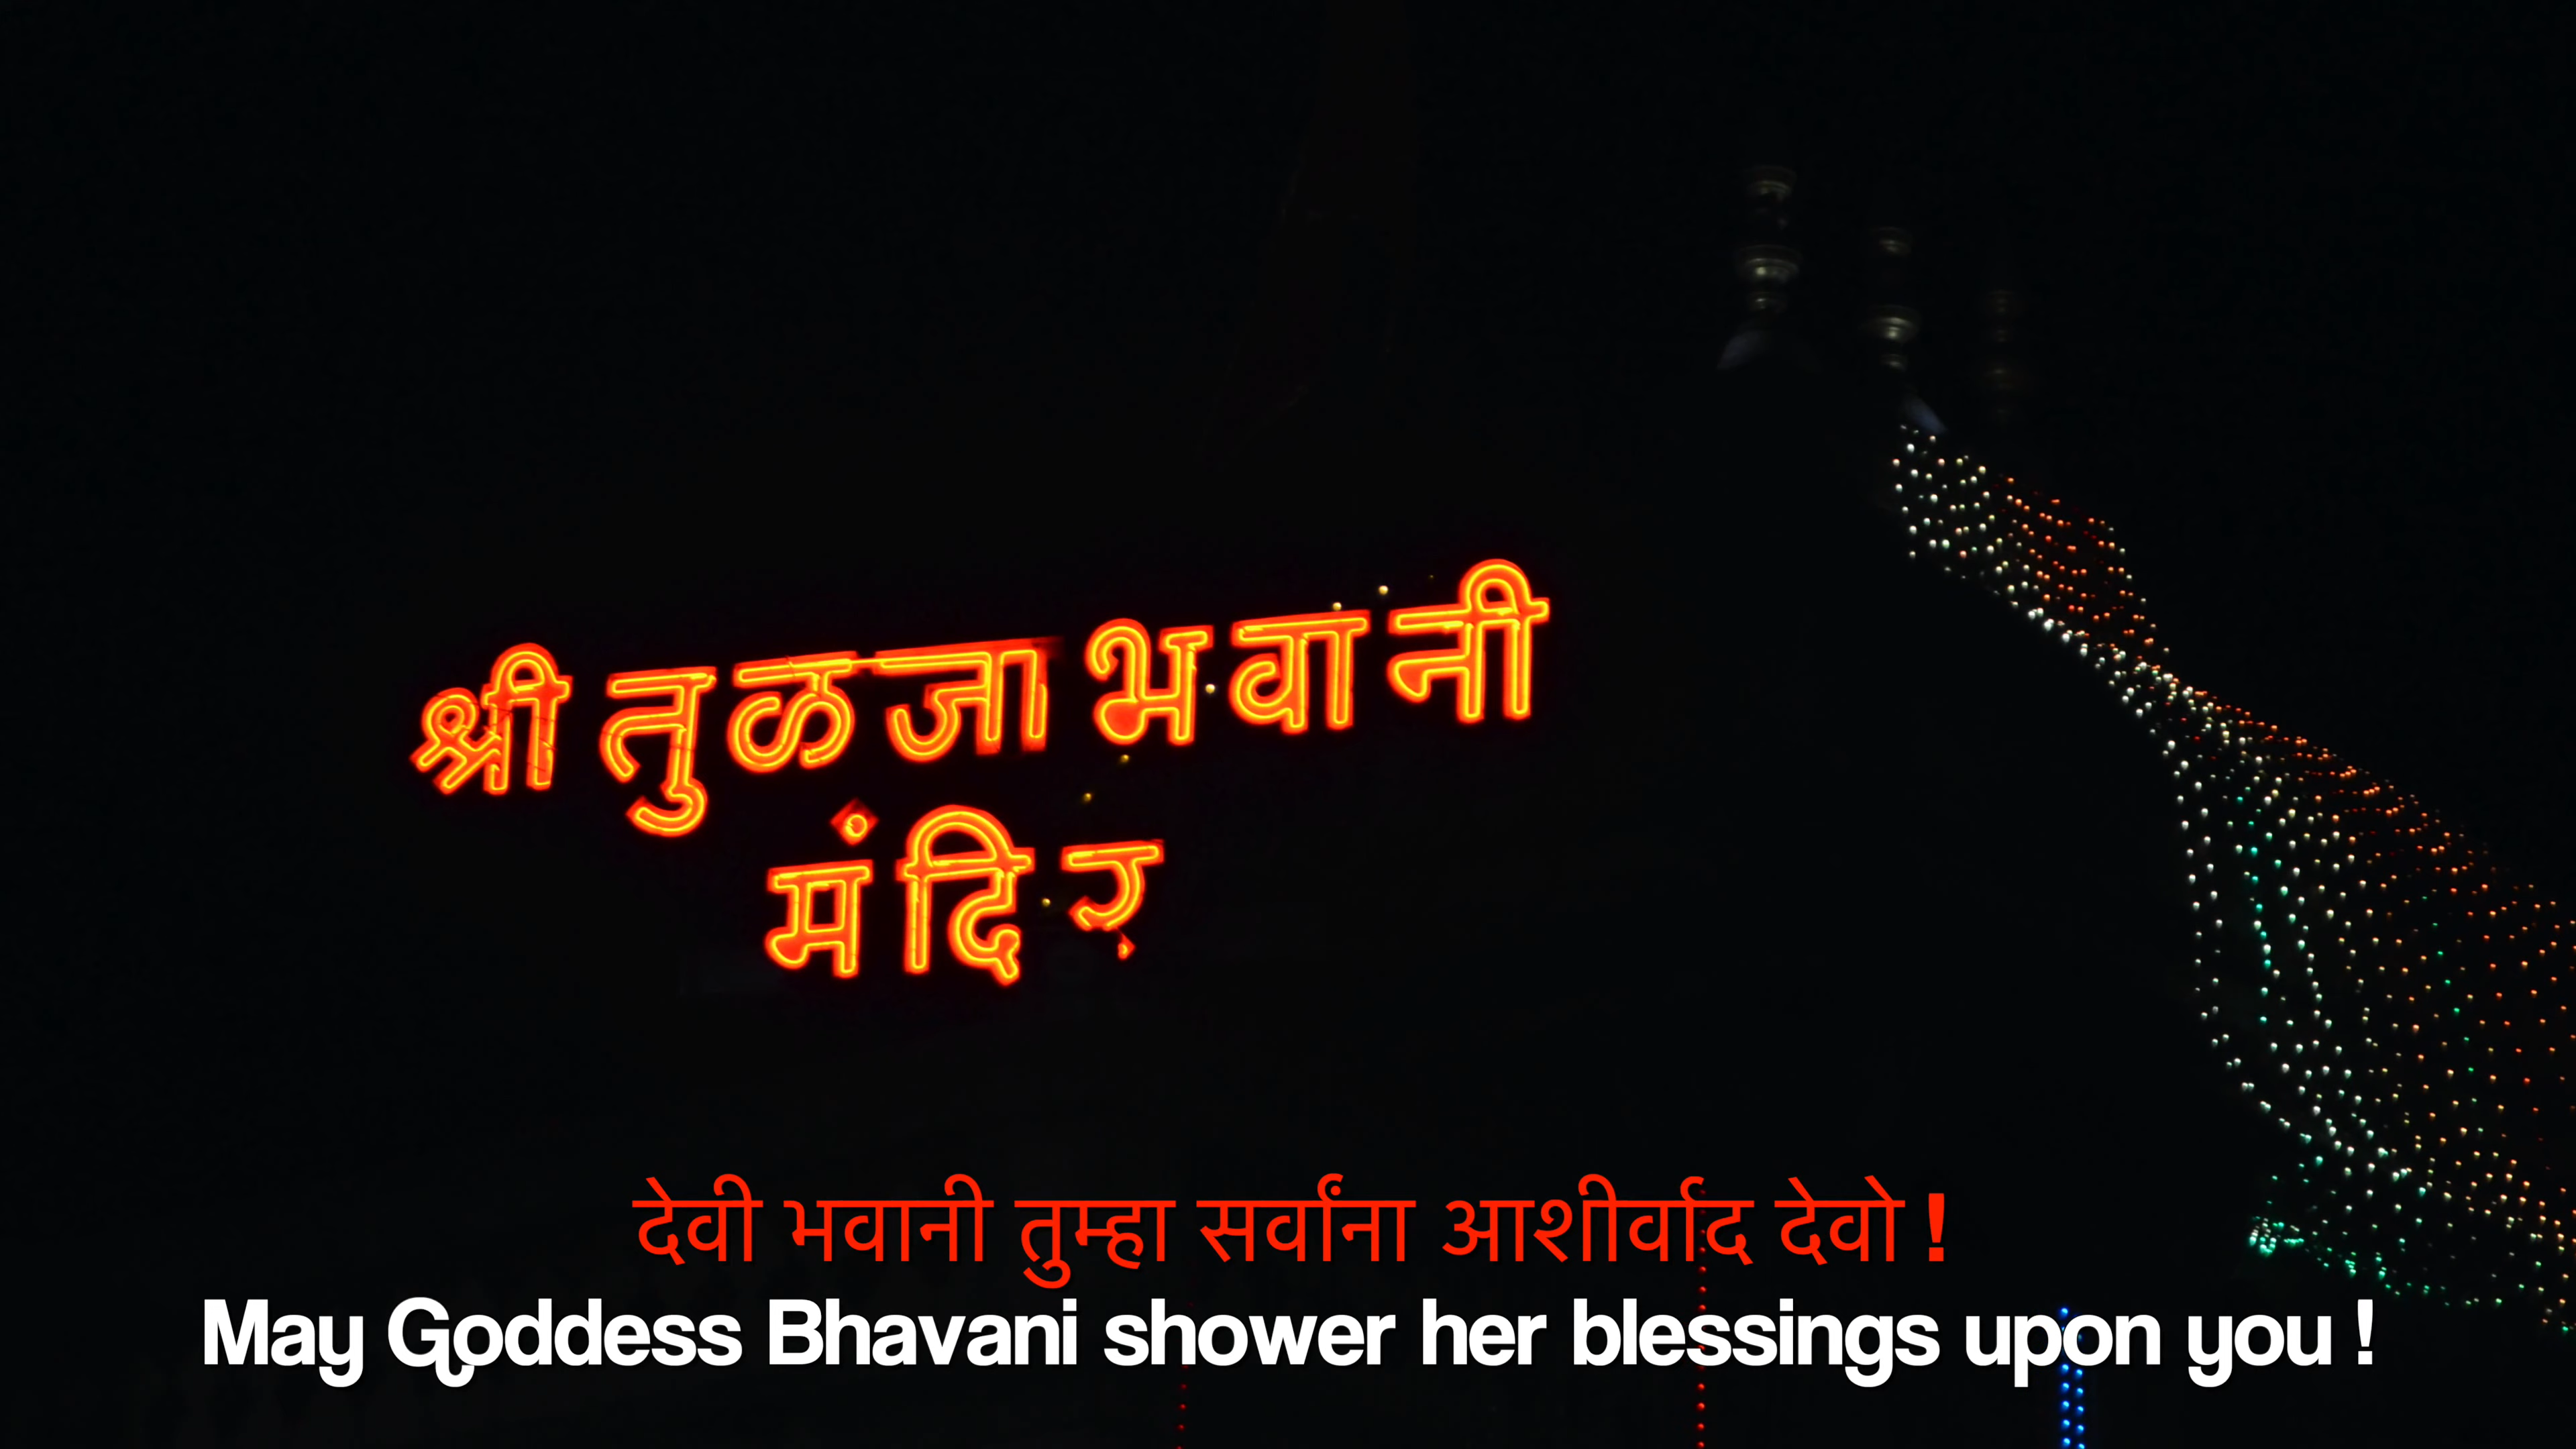 श्री तुळजा भवानी
मंदिर
देवी भवानी तुम्हा सर्वांना आशीर्वाद देवो !
May Goddess Bhavani shower her blessings upon you !